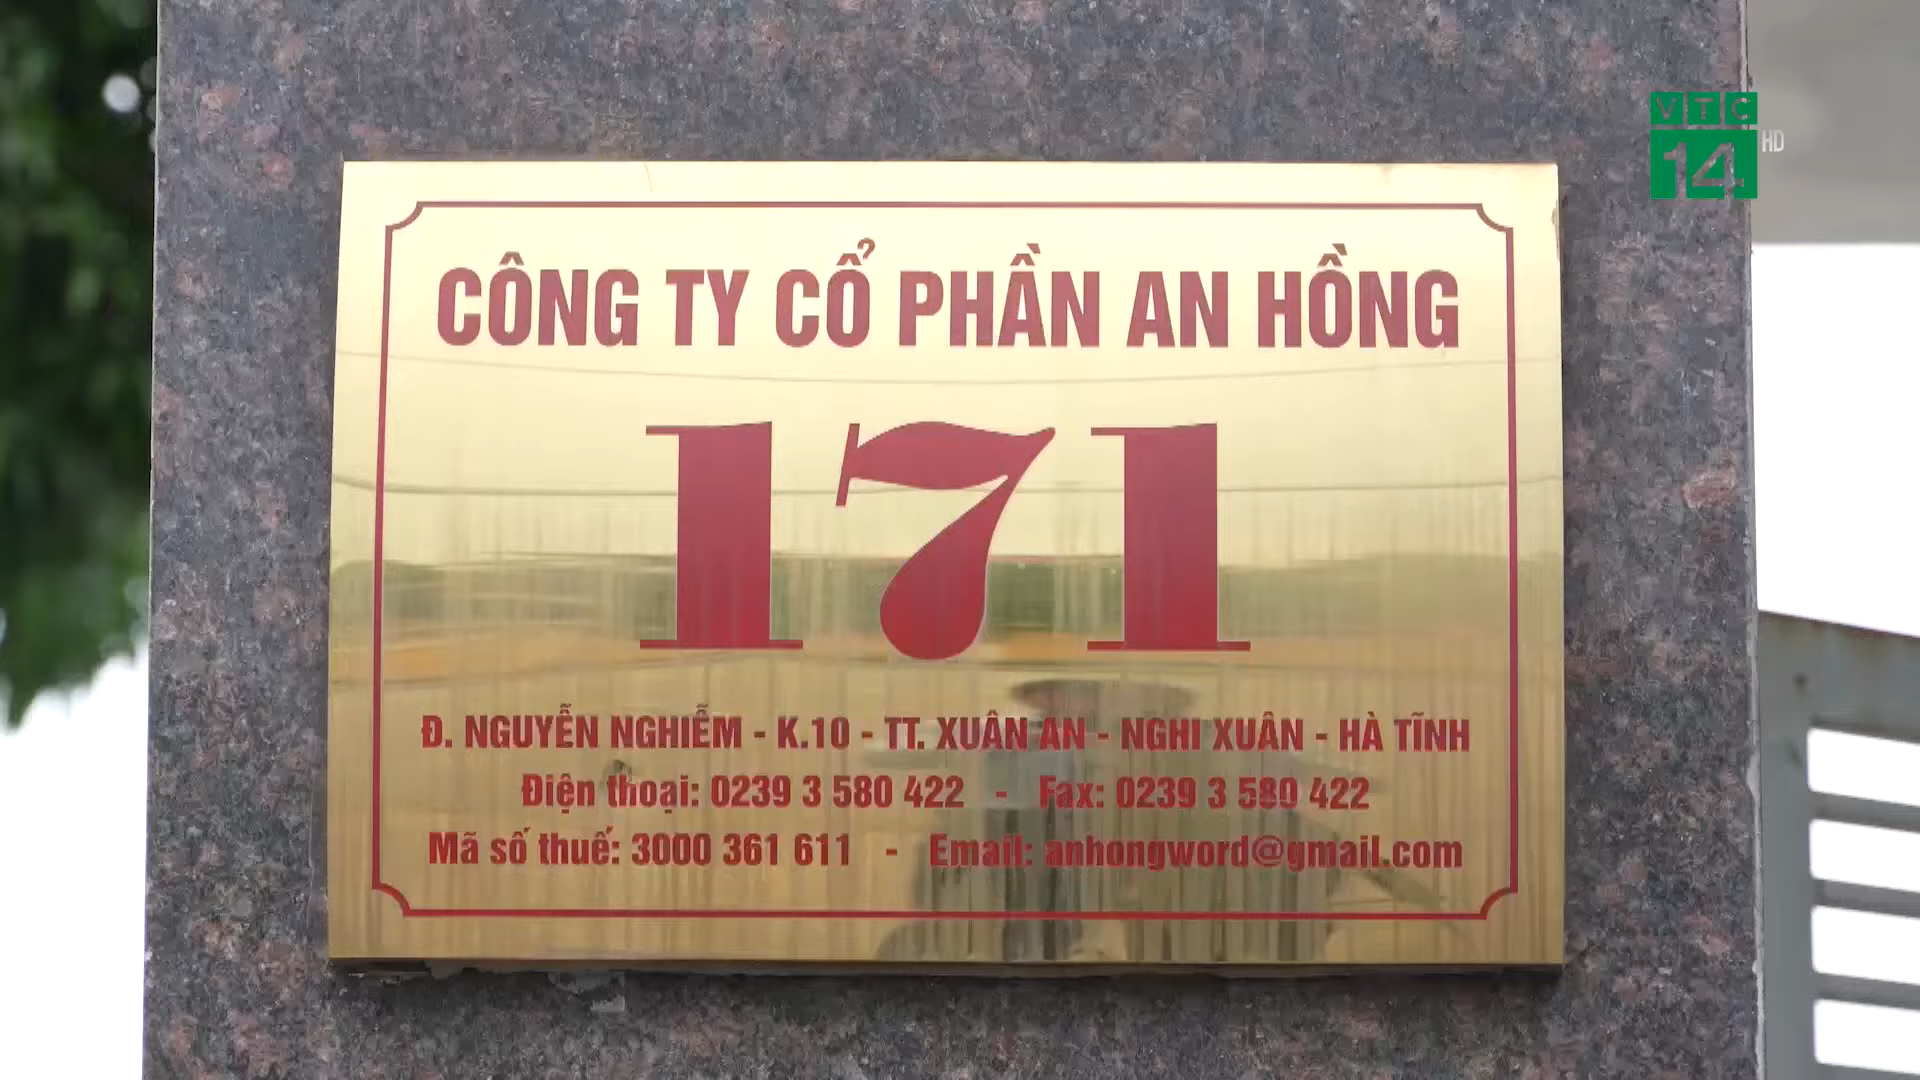 VTC
14 HD
CÔNG TY CỔ PHẦN AN HỒNG
171
Đ. NGUYỄN NGHIỄM - K.10 - TT. XUÂN AN - NGHI XUÂN - HÀ TĨNH
Điện thoại: 0239 3 580 422 - Fax: 0239 3 580 422
Mã số thuế: 3000 361 611 - Email: anhongword@gmail.com